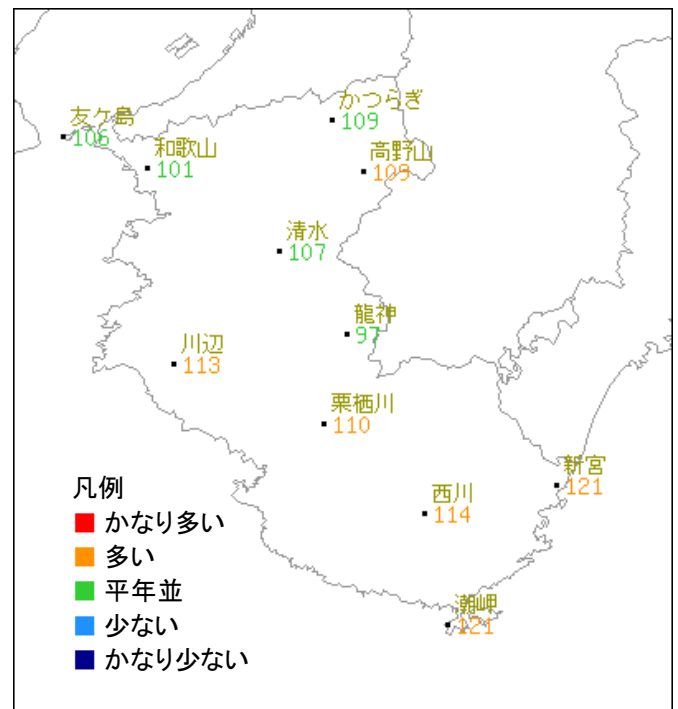 かつらぎ
109
友ケ島
106
和歌山
101
高野山
109
清水
107
龍神
97
川辺
113
栗栖川
110
新宮
121
西川
114
潮岬
121
凡例
かなり多い
多い
平年並
少ない
かなり少ない